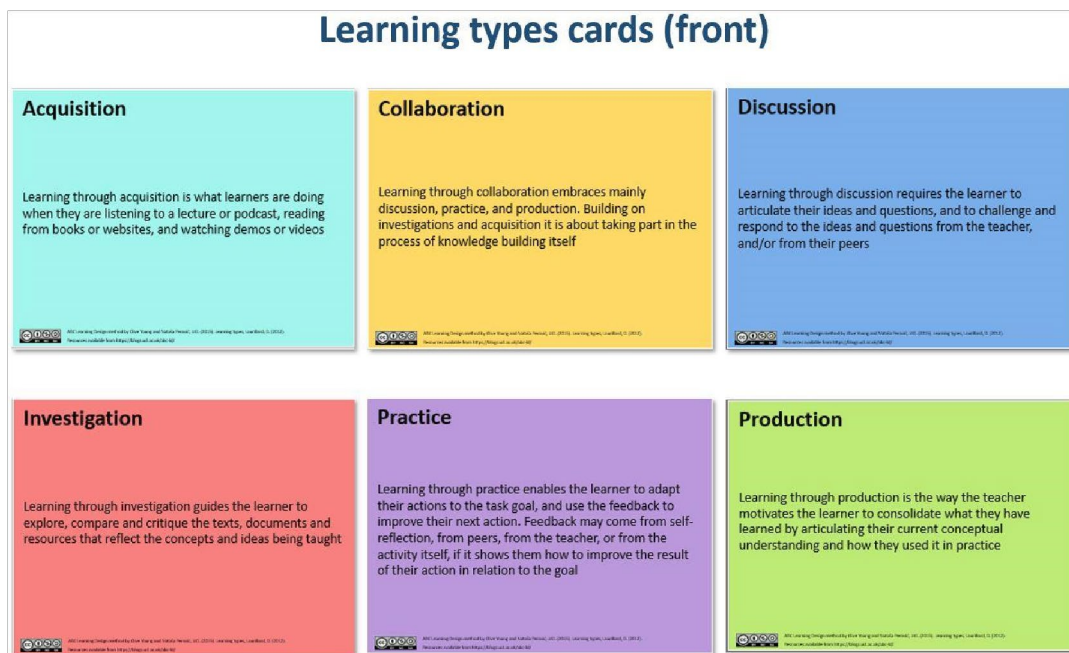 Learning types cards (front)
Acquisition
Learning through acquisition is what learners are doing
when they are listening to a lecture or podcast, reading
from books or websites, and watching demos or videos
Collaboration
Learning through collaboration embraces mainly
discussion, practice, and production. Building on
investigations and acquisition it is about taking part in the
process of knowledge building itself
Discussion
Learning through discussion requires the learner to
articulate their ideas and questions, and to challenge and
respond to the ideas and questions from the teacher,
and/or from their peers
Investigation
Learning through investigation guides the learner to
explore, compare and critique the texts, documents and
resources that reflect the concepts and ideas being taught
Practice
Learning through practice enables the learner to adapt
their actions to the task goal, and use the feedback to
improve their next action. Feedback may come from self-
reflection, from peers, from the teacher, or from the
activity itself, if it shows them how to improve the result
of their action in relation to the goal
Production
Learning through production is the way the teacher
motivates the learner to consolidate what they have
learned by articulating their current conceptual
understanding and how they used it in practice